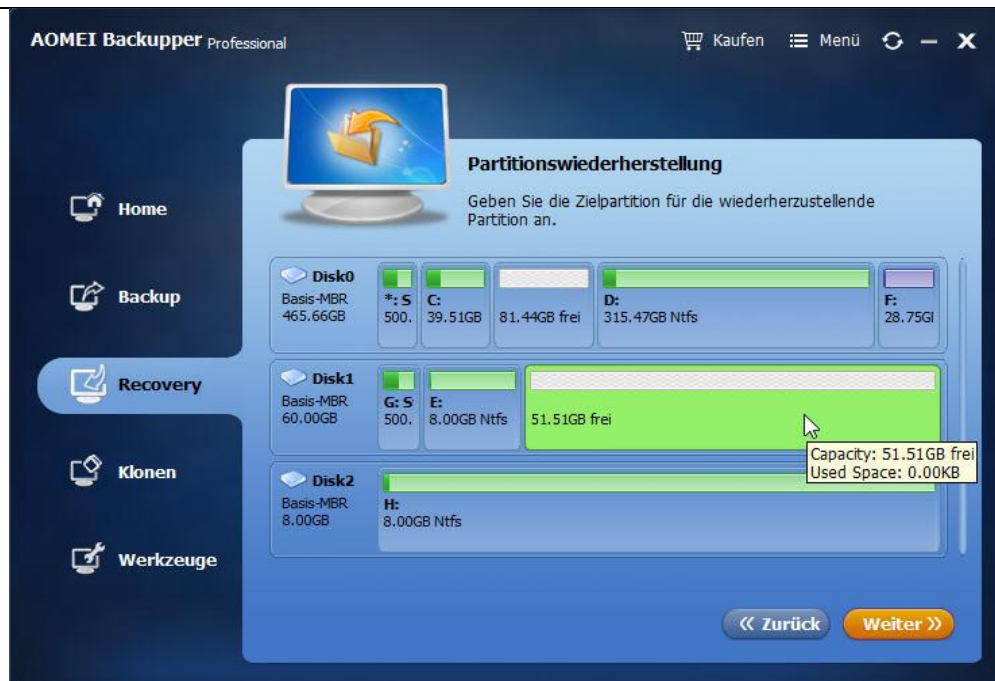 AOMEI Backupper Professional
Kaufen
Menü
Partitionswiederherstellung
Geben Sie die Zielpartition für die wiederherzustellende
Partition an.
Home
Backup
Recovery
Klonen
Werkzeuge
Disk0
Basis-MBR
465.66GB
*: S
500.
C:
39.51GB
81.44GB frei
D:
315.47GB Ntfs
F:
28.75G
Disk1
Basis-MBR
60.00GB
G: S
500.
E:
8.00GB Ntfs
51.51GB frei
Capacity: 51.51GB frei
Used Space: 0.00KB
Disk2
Basis-MBR
8.00GB
H:
8.00GB Ntfs
Zurück
Weiter